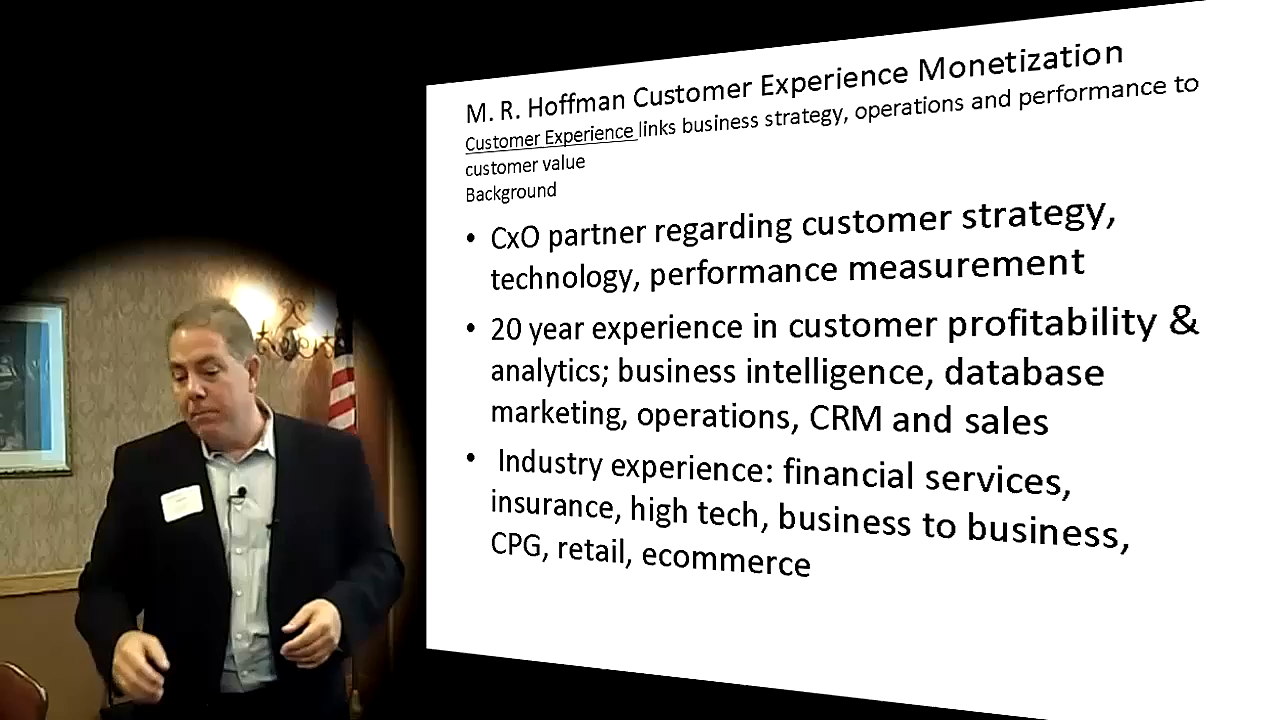 M. R. Hoffman Customer Experience Monetization
Customer Experience links business strategy, operations and performance to
customer value
Background
• CxO partner regarding customer strategy,
technology, performance measurement
• 20 year experience in customer profitability &
analytics; business intelligence, database
marketing, operations, CRM and sales
• Industry experience: financial services,
insurance, high tech, business to business,
CPG, retail, ecommerce